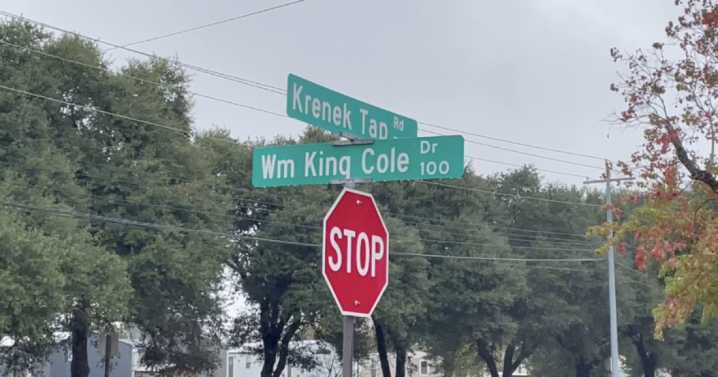 Krenek Tap Rd
Wm King Cole Dr
100
STOP